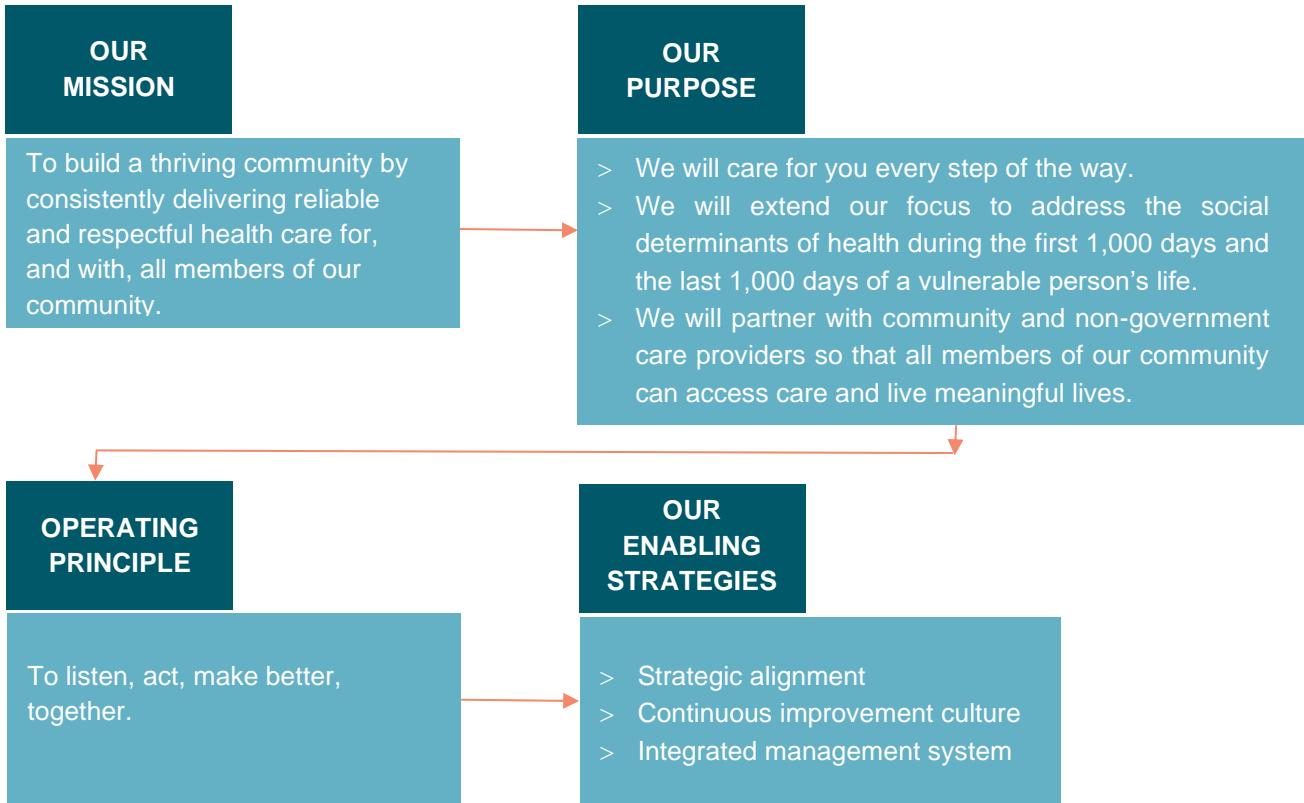 OUR
MISSION
To build a thriving community by
consistently delivering reliable
and respectful health care for,
and with, all members of our
community.
OUR
PURPOSE
> We will care for you every step of the way.
> We will extend our focus to address the social
determinants of health during the first 1,000 days and
the last 1,000 days of a vulnerable person’s life.
> We will partner with community and non-government
care providers so that all members of our community
can access care and live meaningful lives.
OPERATING
PRINCIPLE
To listen, act, make better,
together.
OUR
ENABLING
STRATEGIES
> Strategic alignment
> Continuous improvement culture
> Integrated management system